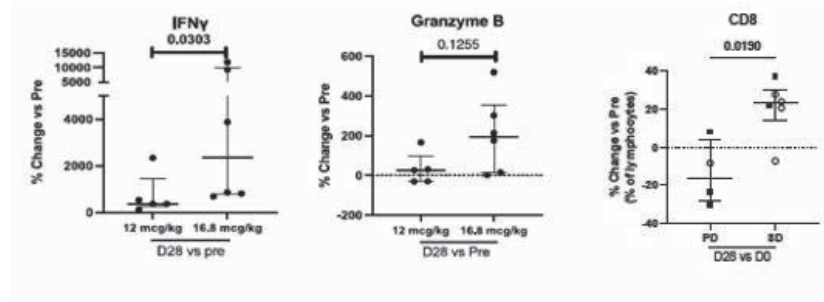 IFNγ
0.0303
15000
10000
5000
4000
2000
0
% Change vs Pre
12 mcg/kg 16.8 mcg/kg
D28 vs pre
Granzyme B
0.1255
600
400
200
0
-200
% Change vs Pre
12 mcg/kg 16.8 mcg/kg
D28 vs Pre
CD8
0.0190
40
20
0
-20
-40
% Change vs Pre
(% of lymphocytes)
PD SD
D28 vs D0